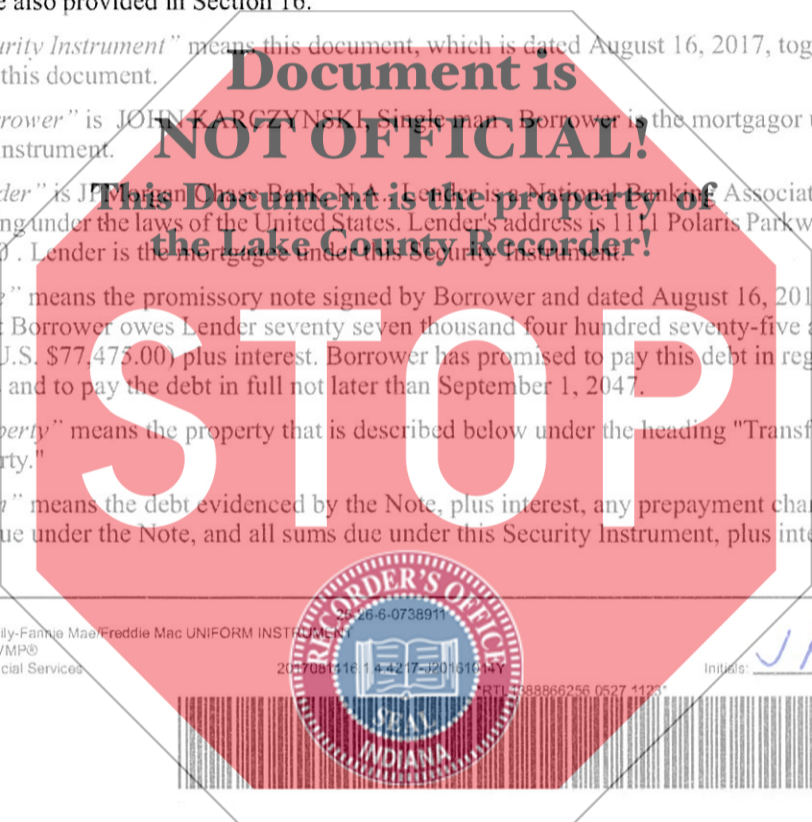 e also provided in Section 16.
urity Instrument" means this document, which is dated August 16, 2017, tog
this document.
Document is
rower" is JOHN KARCZYNSKI, Single man. Borrower is the mortgagor
nstrument.
NOT OFFICIAL!
der" is JPMorgan Chase Bank, N.A.. Lender is a National Banking Associat
This Document is the property of
ng under the laws of the United States. Lender's address is 1111 Polaris Parkw
the Lake County Recorder!
. Lender is the mortgagee under this Security Instrument.
" means the promissory note signed by Borrower and dated August 16, 201
Borrower owes Lender seventy seven thousand four hundred seventy-five
U.S. $77,475.00) plus interest. Borrower has promised to pay this debt in reg
and to pay the debt in full not later than September 1, 2047.
STOP
perty" means the property that is described below under the heading "Transf
rty."
" means the debt evidenced by the Note, plus interest, any prepayment cha
ue under the Note, and all sums due under this Security Instrument, plus inte
RECORDER'S OFFICE
-26-6-0738911
ily-Fannie Mae/Freddie Mac UNIFORM INSTRUMENT
VMP®
cial Services
Initials:
SEAL
INDIANA